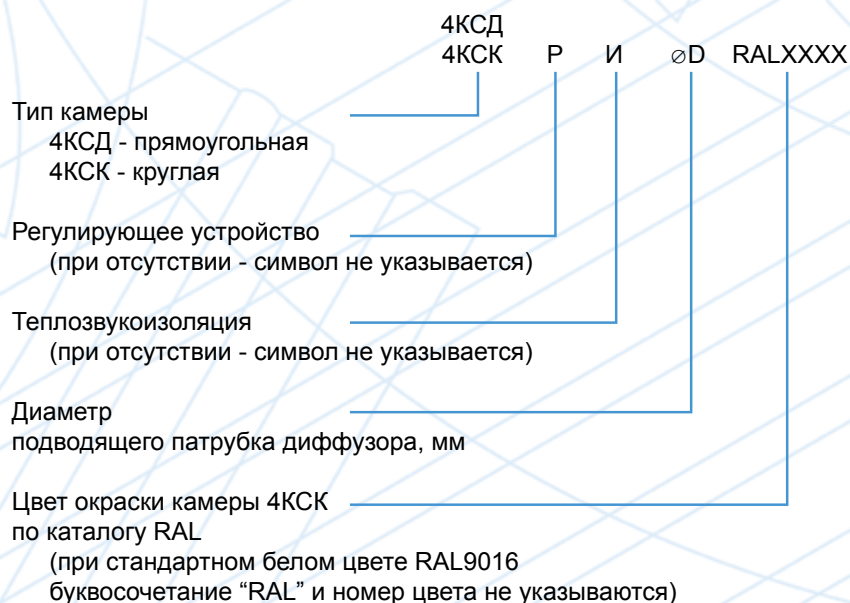 4КСД
4КСК Р И ⌀D RALXXXX
Тип камеры
4КСД - прямоугольная
4КСК - круглая
Регулирующее устройство
(при отсутствии - символ не указывается)
Теплозвукоизоляция
(при отсутствии - символ не указывается)
Диаметр
подводящего патрубка диффузора, мм
Цвет окраски камеры 4КСК
по каталогу RAL
(при стандартном белом цвете RAL9016
буквосочетание “RAL” и номер цвета не указываются)